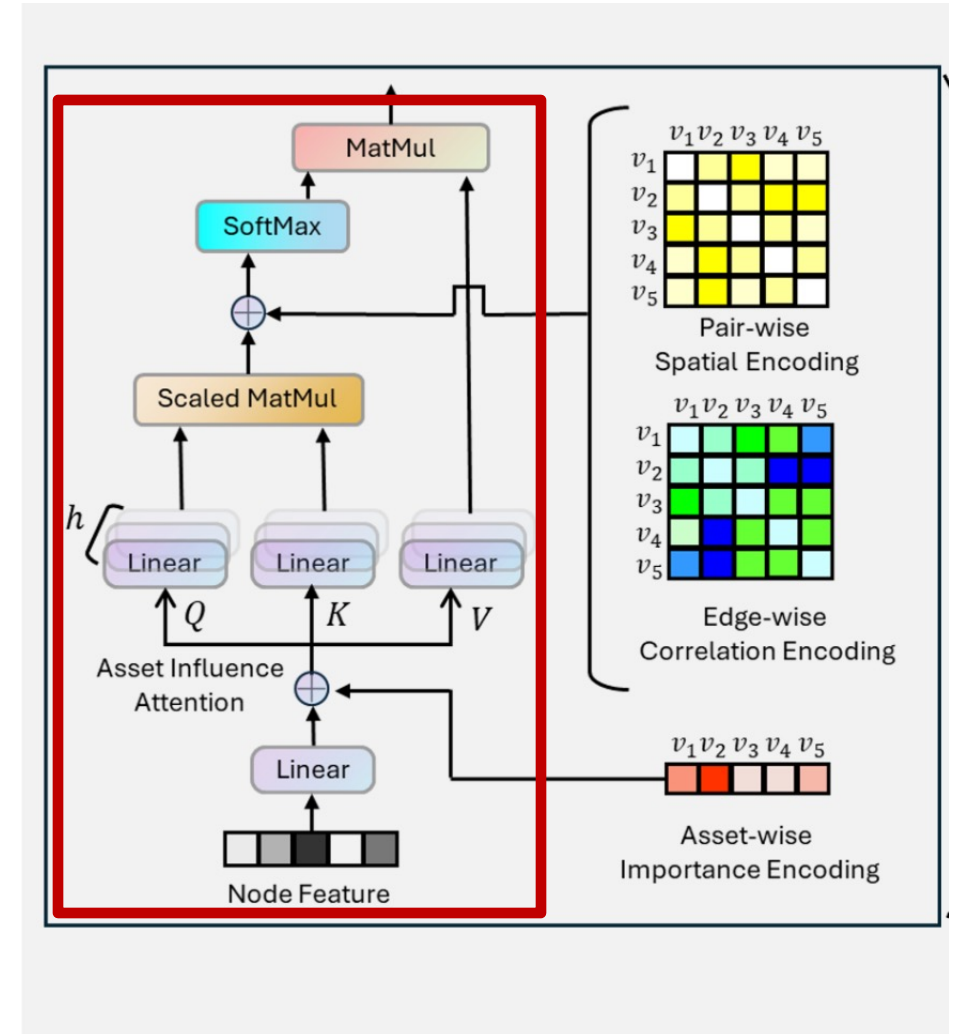 MatMul
SoftMax
Scaled MatMul
h
Linear Linear Linear
Q K V
Asset Influence
Attention
Linear
Node Feature
v₁ v₂ v₃ v₄ v₅
v₁
v₂
v₃
v₄
v₅
Pair-wise
Spatial Encoding
v₁ v₂ v₃ v₄ v₅
v₁
v₂
v₃
v₄
v₅
Edge-wise
Correlation Encoding
v₁ v₂ v₃ v₄ v₅
Asset-wise
Importance Encoding